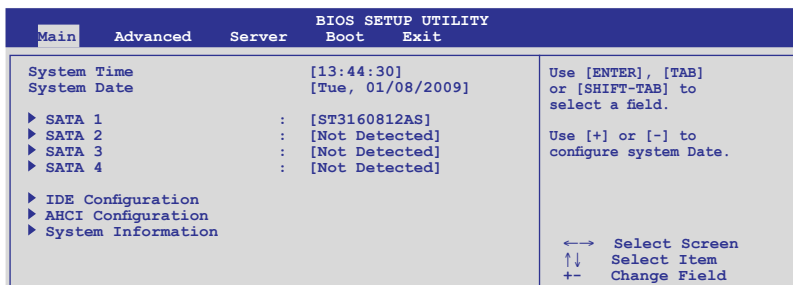 BIOS SETUP UTILITY
Main Advanced Server Boot Exit
System Time [13:44:30]
System Date [Tue, 01/08/2009]
SATA 1 : [ST3160812AS]
SATA 2 : [Not Detected]
SATA 3 : [Not Detected]
SATA 4 : [Not Detected]
IDE Configuration
AHCI Configuration
System Information
Use [ENTER], [TAB]
or [SHIFT-TAB] to
select a field.
Use [+] or [-] to
configure system Date.
←→ Select Screen
↑↓ Select Item
+- Change Field